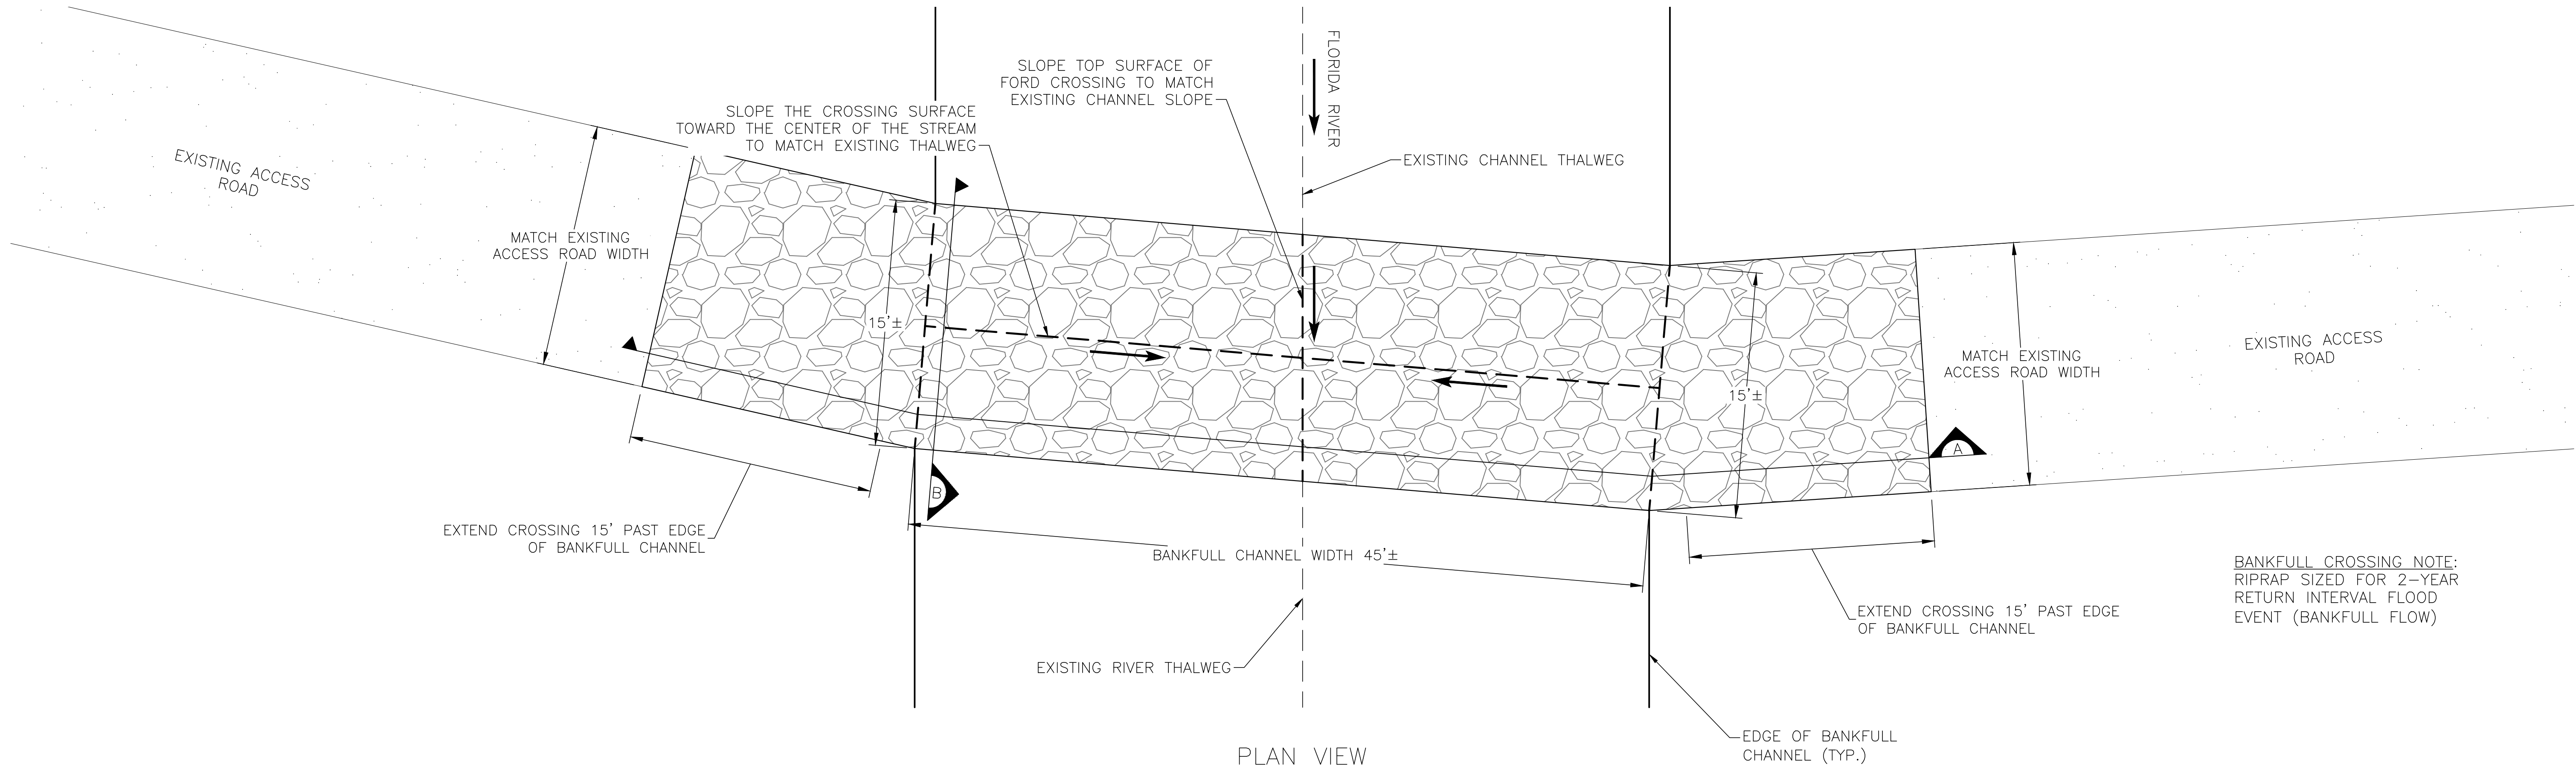 FLORIDA RIVER
SLOPE TOP SURFACE OF
FORD CROSSING TO MATCH
EXISTING CHANNEL SLOPE
SLOPE THE CROSSING SURFACE
TOWARD THE CENTER OF THE STREAM
TO MATCH EXISTING THALWEG
EXISTING CHANNEL THALWEG
EXISTING ACCESS
ROAD
MATCH EXISTING
ACCESS ROAD WIDTH
15'±
15'±
MATCH EXISTING
ACCESS ROAD WIDTH
EXISTING ACCESS
ROAD
A
B
EXTEND CROSSING 15' PAST EDGE
OF BANKFULL CHANNEL
BANKFULL CHANNEL WIDTH 45'±
EXTEND CROSSING 15' PAST EDGE
OF BANKFULL CHANNEL
BANKFULL CROSSING NOTE:
RIPRAP SIZED FOR 2-YEAR
RETURN INTERVAL FLOOD
EVENT (BANKFULL FLOW)
EXISTING RIVER THALWEG
EDGE OF BANKFULL
CHANNEL (TYP.)
PLAN VIEW